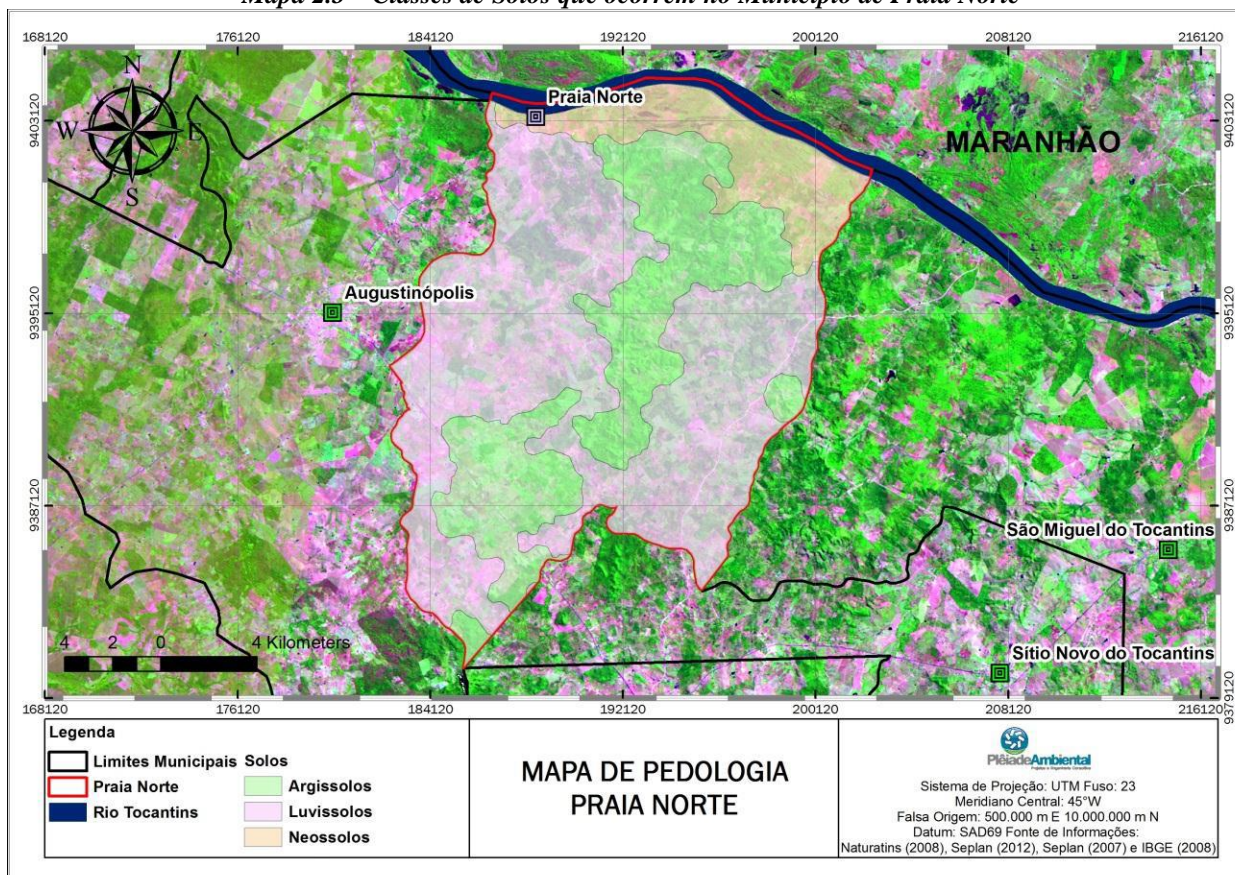 Mapa 2.3 – Classes de Solos que ocorrem no Município de Praia Norte
168120 176120 184120 192120 200120 208120 216120
N
W E
S
Praia Norte
MARANHÃO
9403120 9403120
Augustinópolis
9395120 9395120
9387120 9387120
São Miguel do Tocantins
Sítio Novo do Tocantins
4 2 0 4 Kilometers
9379120
168120 176120 184120 192120 200120 208120 216120
Legenda
Limites Municipais
Praia Norte
Rio Tocantins
Solos
Argissolos
Luvissolos
Neossolos
MAPA DE PEDOLOGIA
PRAIA NORTE
PlêiadeAmbiental
Sistema de Projeção: UTM Fuso: 23
Meridiano Central: 45°W
Falsa Origem: 500.000 m E 10.000.000 m N
Datum: SAD69 Fonte de Informações:
Naturatins (2008), Seplan (2012), Seplan (2007) e IBGE (2008)